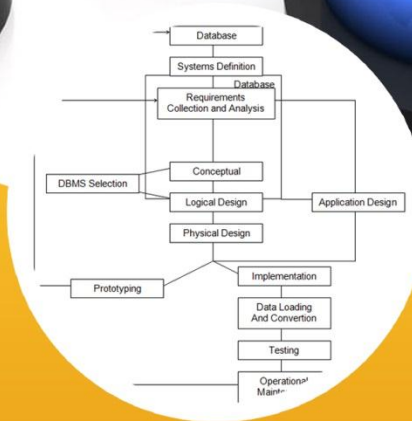 Database
Systems Definition
Database
Requirements
Collection and Analysis
Conceptual
DBMS Selection
Logical Design
Application Design
Physical Design
Implementation
Prototyping
Data Loading
And Convertion
Testing
Operational